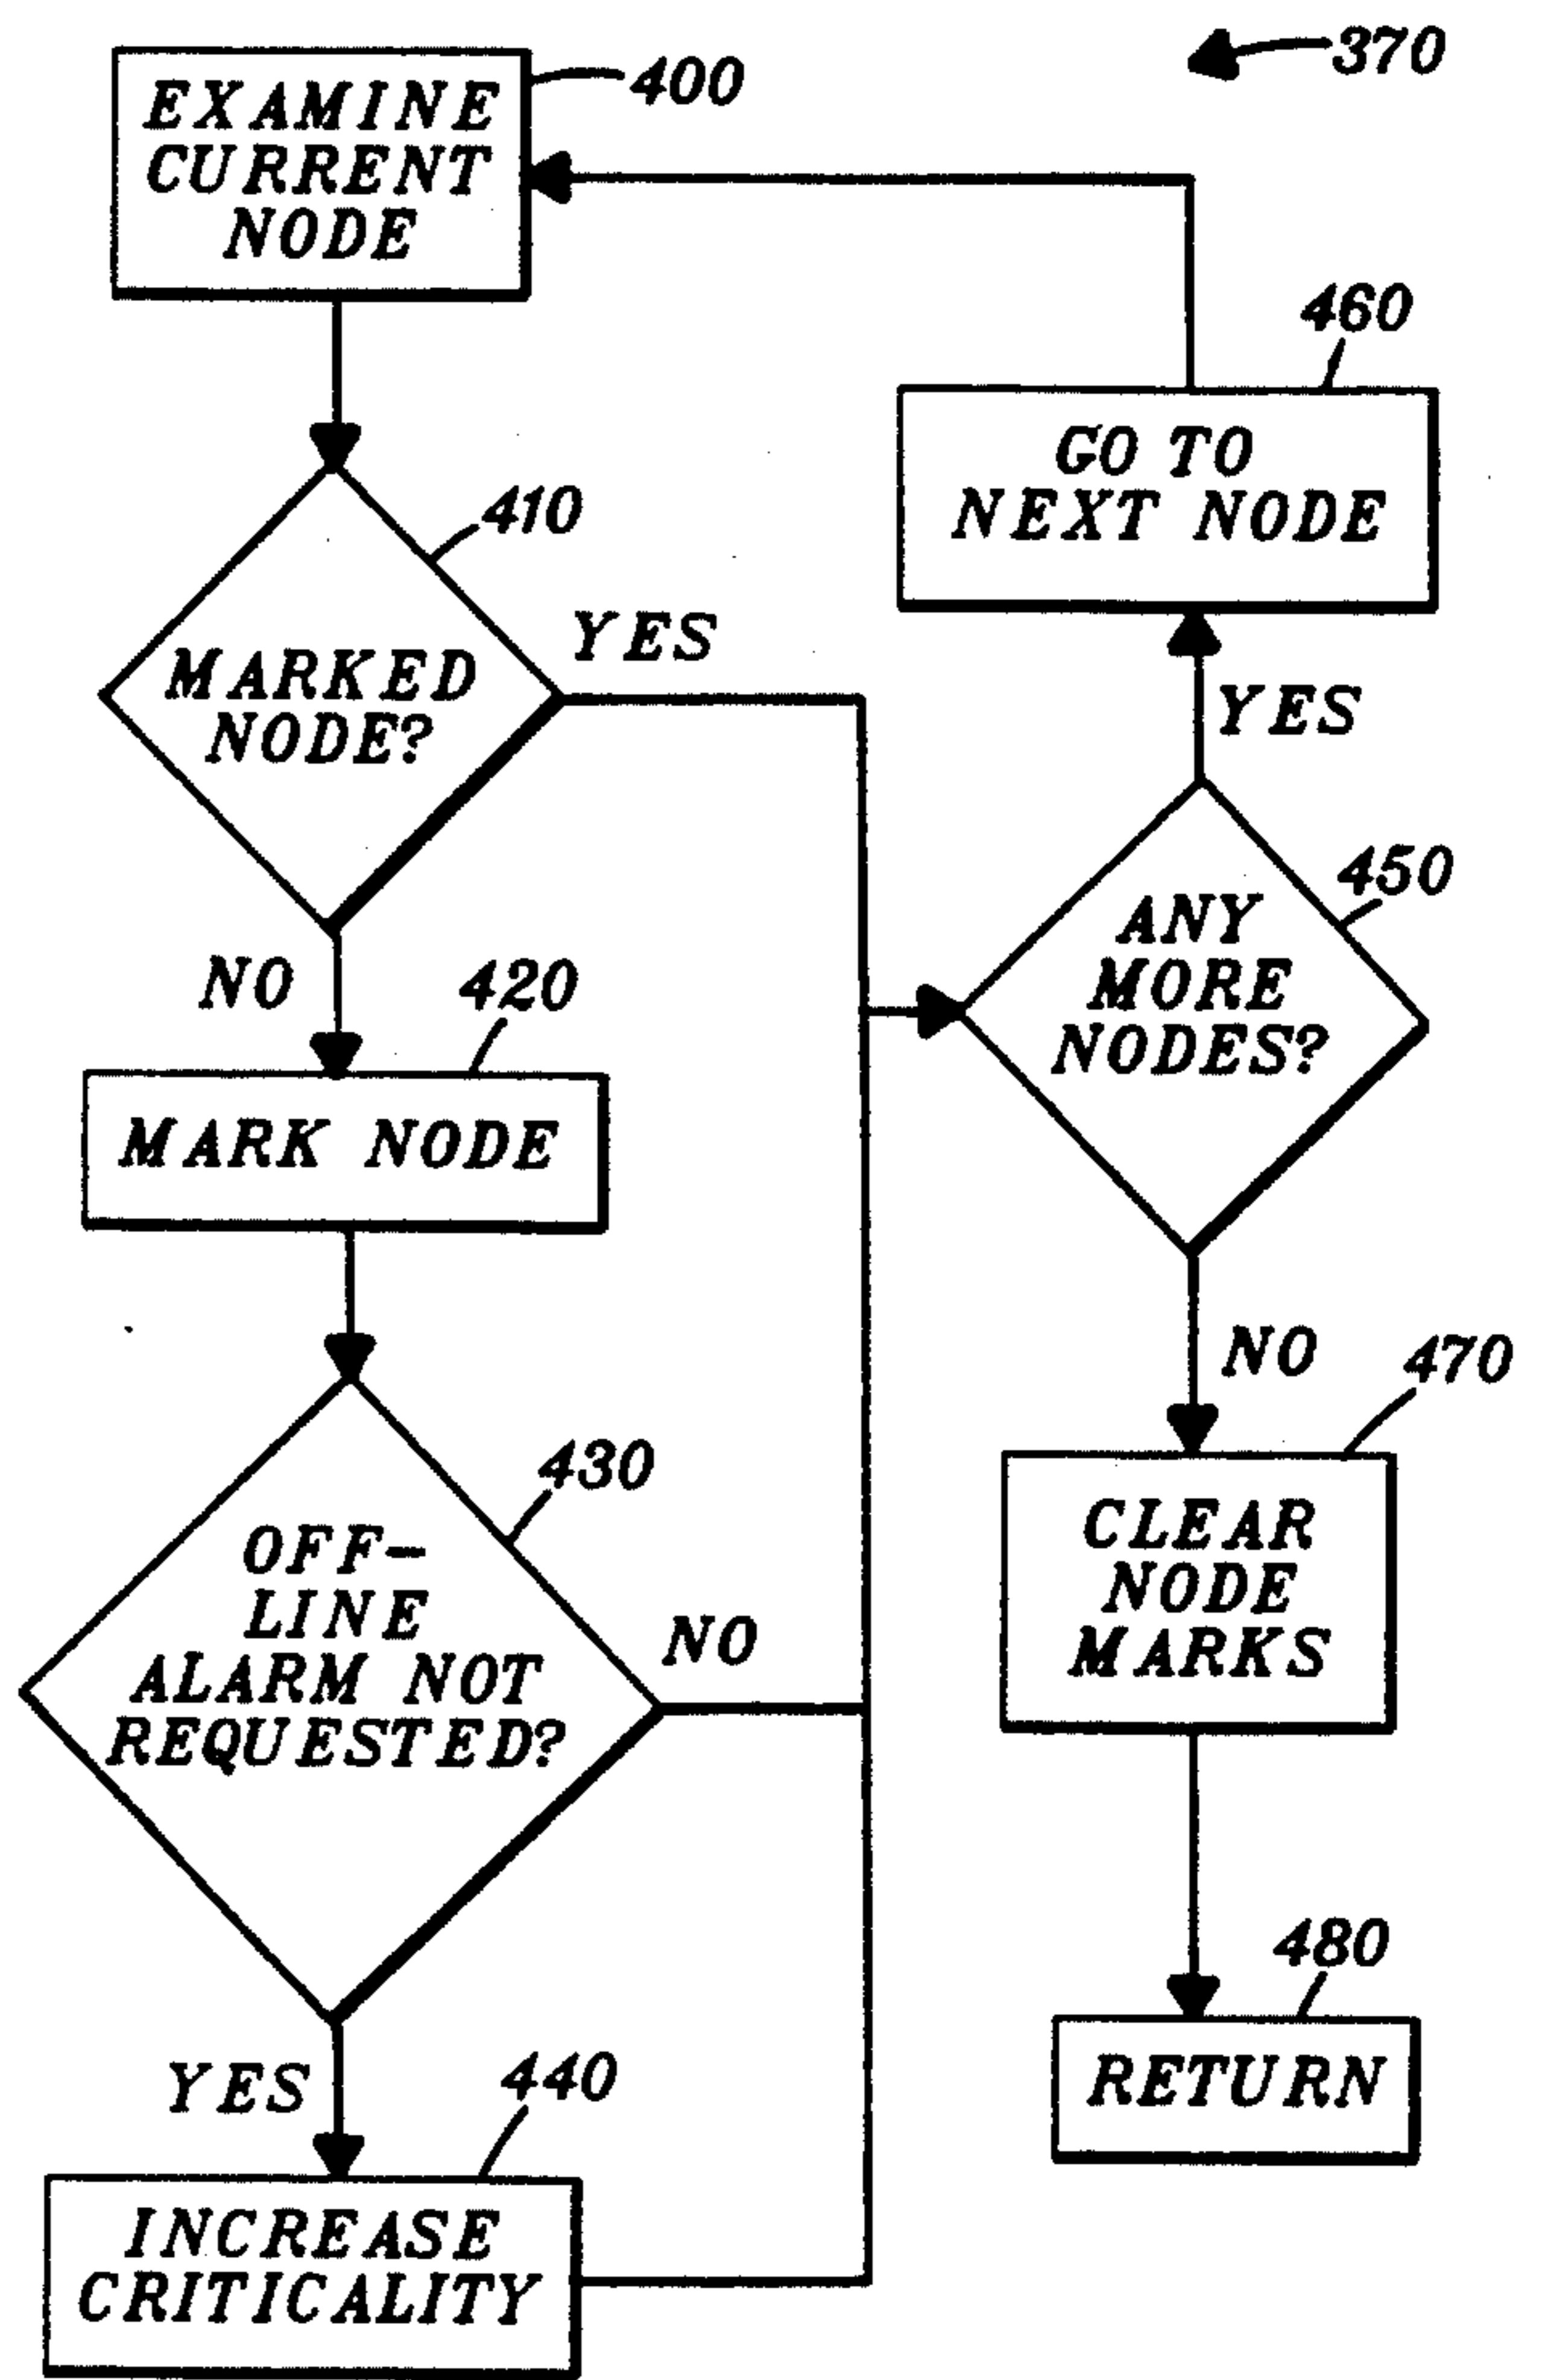 370
400
EXAMINE
CURRENT
NODE
410
MARKED
NODE?
YES
NO
420
MARK NODE
430
OFF-
LINE
ALARM NOT
REQUESTED?
NO
YES
440
INCREASE
CRITICALITY
460
GO TO
NEXT NODE
YES
450
ANY
MORE
NODES?
NO
470
CLEAR
NODE
MARKS
480
RETURN